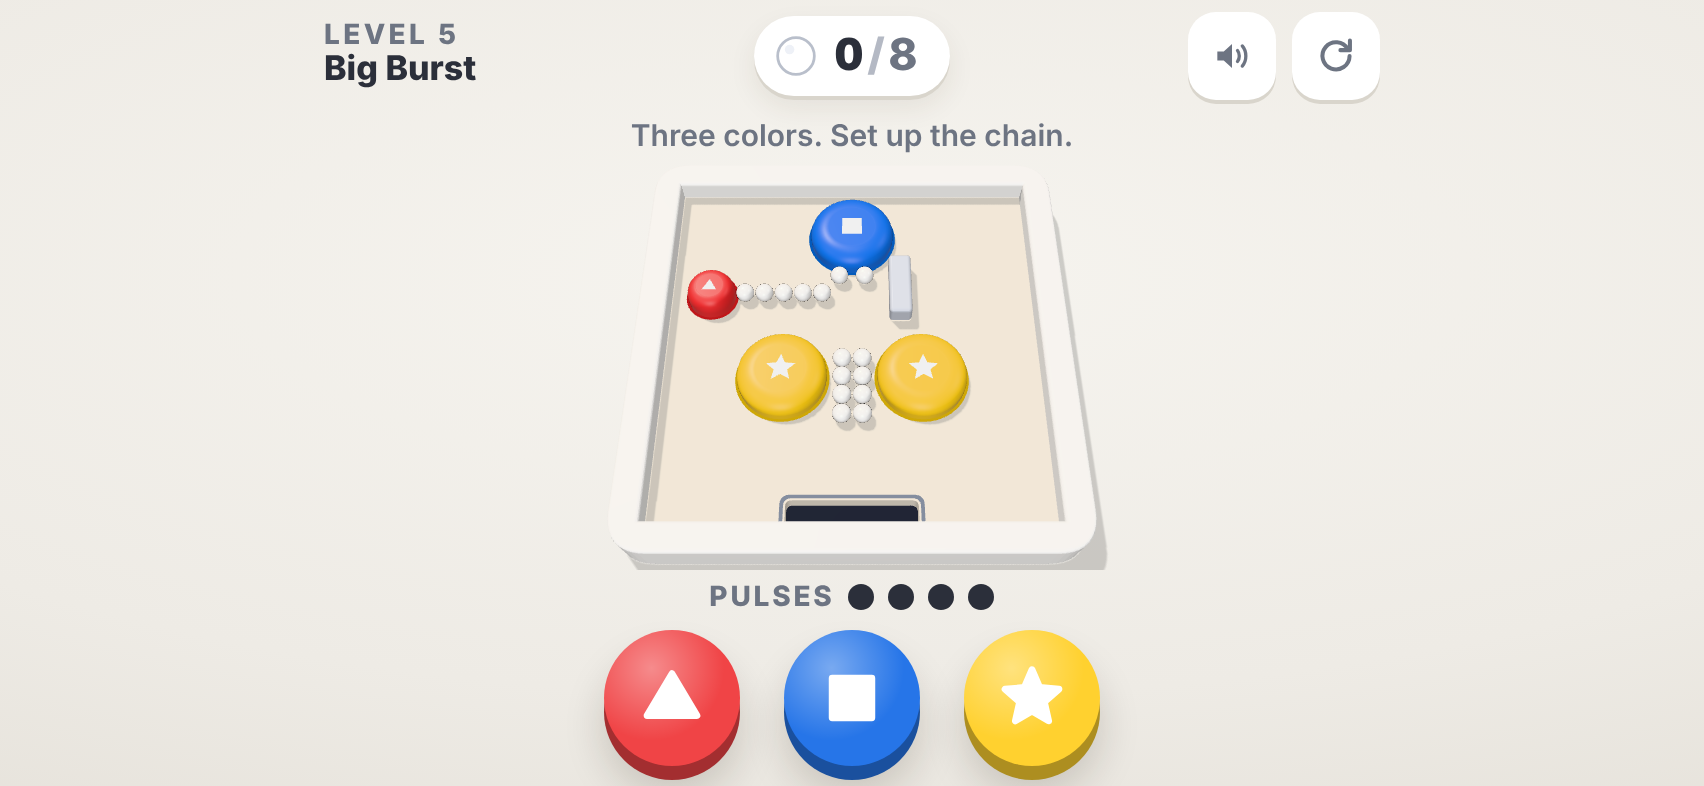 LEVEL 5
Big Burst
0/8
Three colors. Set up the chain.
PULSES